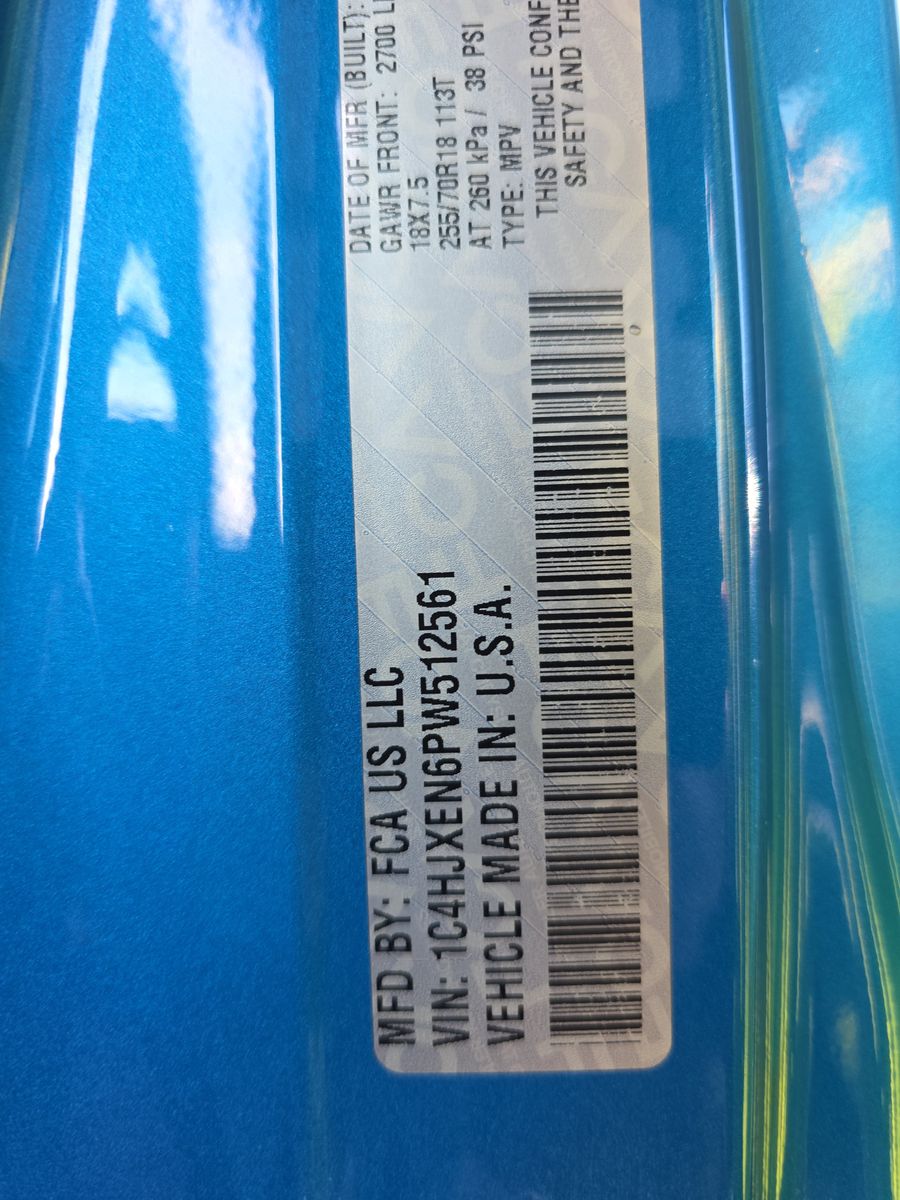 MFD BY: FCA US LLC
VIN: 1C4HJXEN6PW512561
VEHICLE MADE IN: U.S.A.
DATE OF MFR (BUILT):
GAWR FRONT: 2700 L
18X7.5
255/70R18 113T
AT 260 kPa / 38 PSI
TYPE: MPV
THIS VEHICLE CONF
SAFETY AND THE